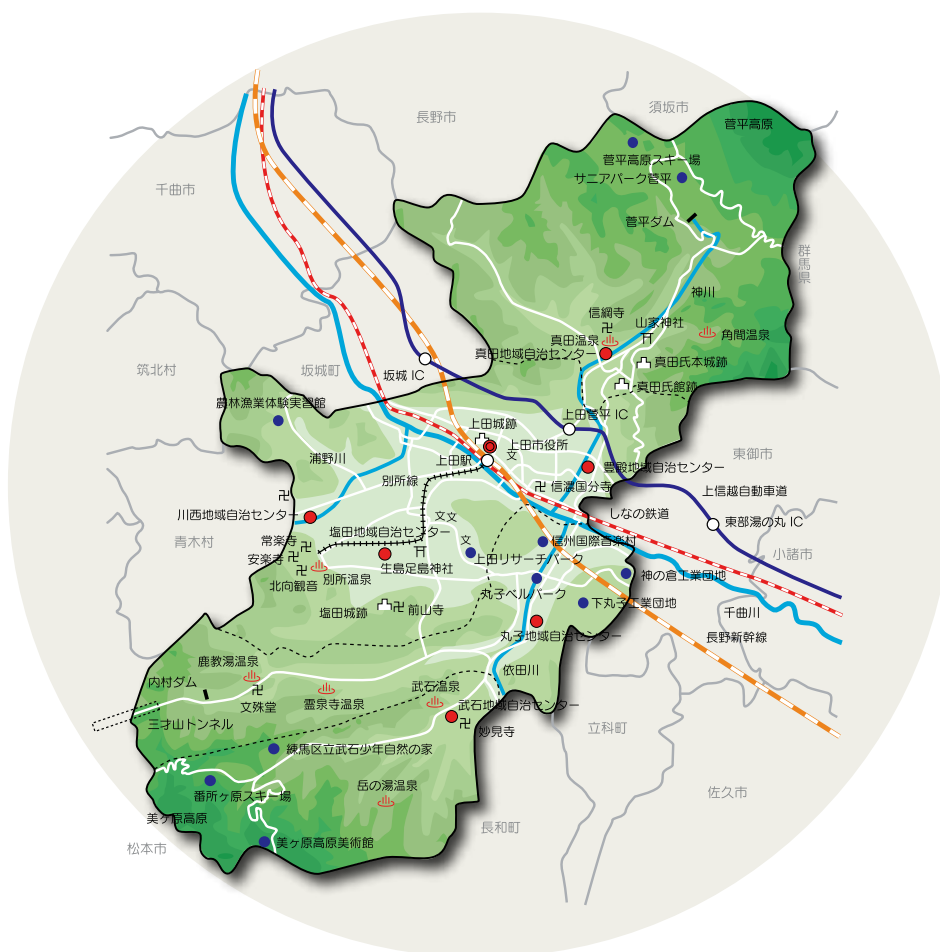 須坂市
長野市
菅平高原
菅平高原スキー場
サニアパーク菅平
千曲市
菅平ダム
群馬県
神川
信綱寺
山家神社
角間温泉
真田温泉
真田地域自治センター
真田氏本城跡
筑北村
坂城町
坂城 IC
真田氏館跡
農林漁業体験実習館
上田菅平 IC
上田城跡
上田市役所
文
東御市
浦野川
上田駅
豊殿地域自治センター
別所線
信濃国分寺
上信越自動車道
川西地域自治センター
しなの鉄道
文文
東部湯の丸 IC
青木村
塩田地域自治センター
常楽寺
文
信州国際音楽村
小諸市
安楽寺
上田リサーチパーク
生島足島神社
神の倉工業団地
北向観音
別所温泉
丸子ベルパーク
下丸子工業団地
塩田城跡
前山寺
千曲川
丸子地域自治センター
長野新幹線
鹿教湯温泉
依田川
内村ダム
武石温泉
文殊堂
霊泉寺温泉
武石地域自治センター
三才山トンネル
妙見寺
立科町
練馬区立武石少年自然の家
岳の湯温泉
番所ヶ原スキー場
佐久市
美ヶ原高原
長和町
美ヶ原高原美術館
松本市